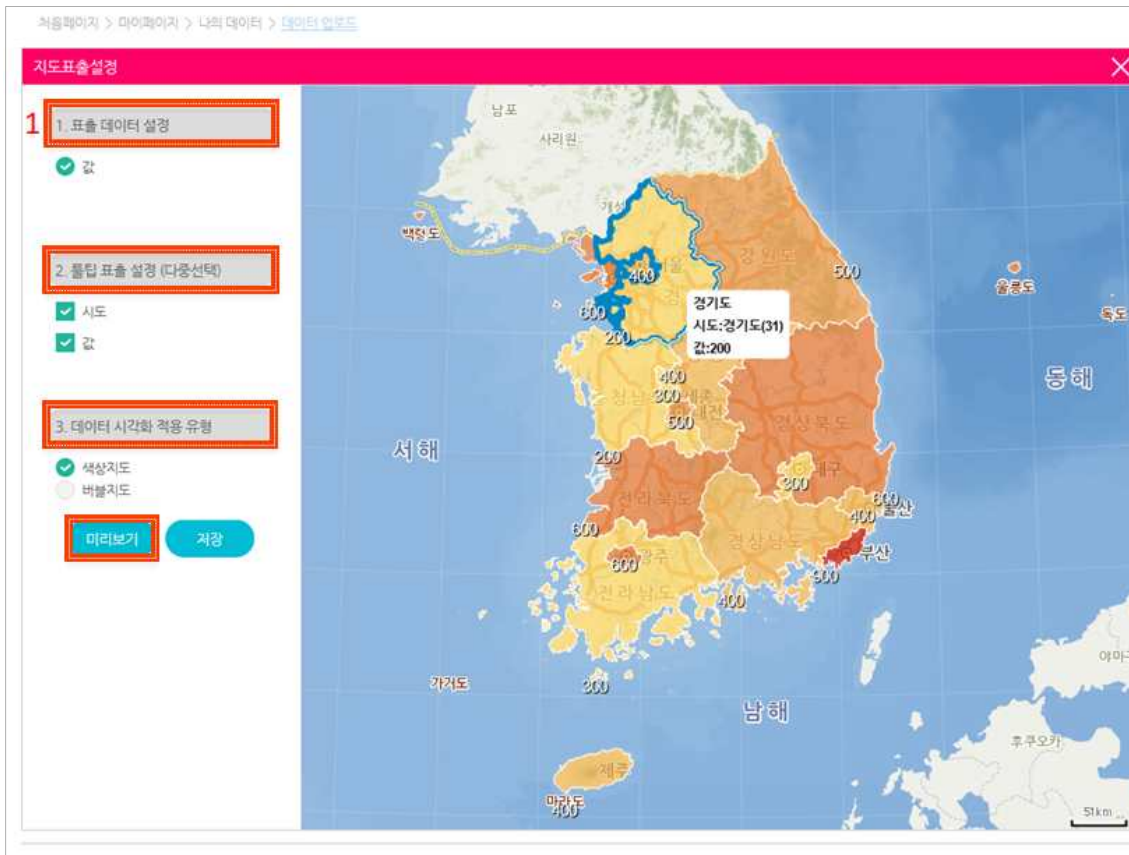 처음페이지 > 마이페이지 > 나의 데이터 > 데이터 업로드
지도표출설정
1
1. 표출 데이터 설정
값
2. 툴팁 표출 설정 (다중선택)
시도
값
3. 데이터 시각화 적용 유형
색상지도
버블지도
미리보기
저장
남포
사리원
백령도
강원도
500
울릉도
독도
400
600
200
경기도
시도:경기도(31)
값:200
동해
400
300
세종
대전
500
경상북도
서해
200
대구
300
전라북도
600
울산
400
경상남도
부산
600
광주
600
900
전라남도
400
가거도
남해
후쿠오카
제주
마라도
400
51km